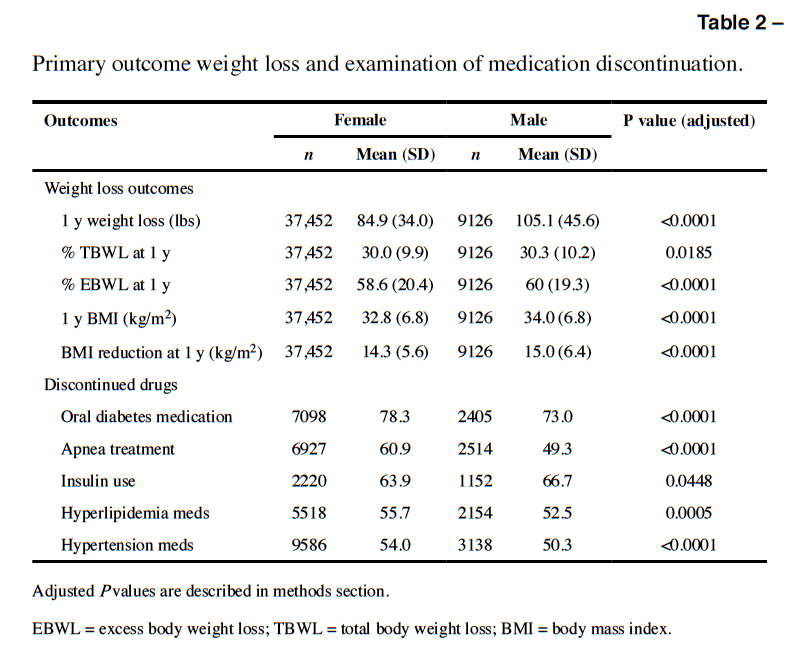 Table 2 –
Primary outcome weight loss and examination of medication discontinuation.
Outcomes Female Male P value (adjusted)
n Mean (SD) n Mean (SD)
Weight loss outcomes
1 y weight loss (lbs) 37,452 84.9 (34.0) 9126 105.1 (45.6) <0.0001
% TBWL at 1 y 37,452 30.0 (9.9) 9126 30.3 (10.2) 0.0185
% EBWL at 1 y 37,452 58.6 (20.4) 9126 60 (19.3) <0.0001
1 y BMI (kg/m²) 37,452 32.8 (6.8) 9126 34.0 (6.8) <0.0001
BMI reduction at 1 y (kg/m²) 37,452 14.3 (5.6) 9126 15.0 (6.4) <0.0001
Discontinued drugs
Oral diabetes medication 7098 78.3 2405 73.0 <0.0001
Apnea treatment 6927 60.9 2514 49.3 <0.0001
Insulin use 2220 63.9 1152 66.7 0.0448
Hyperlipidemia meds 5518 55.7 2154 52.5 0.0005
Hypertension meds 9586 54.0 3138 50.3 <0.0001
Adjusted P values are described in methods section.
EBWL = excess body weight loss; TBWL = total body weight loss; BMI = body mass index.